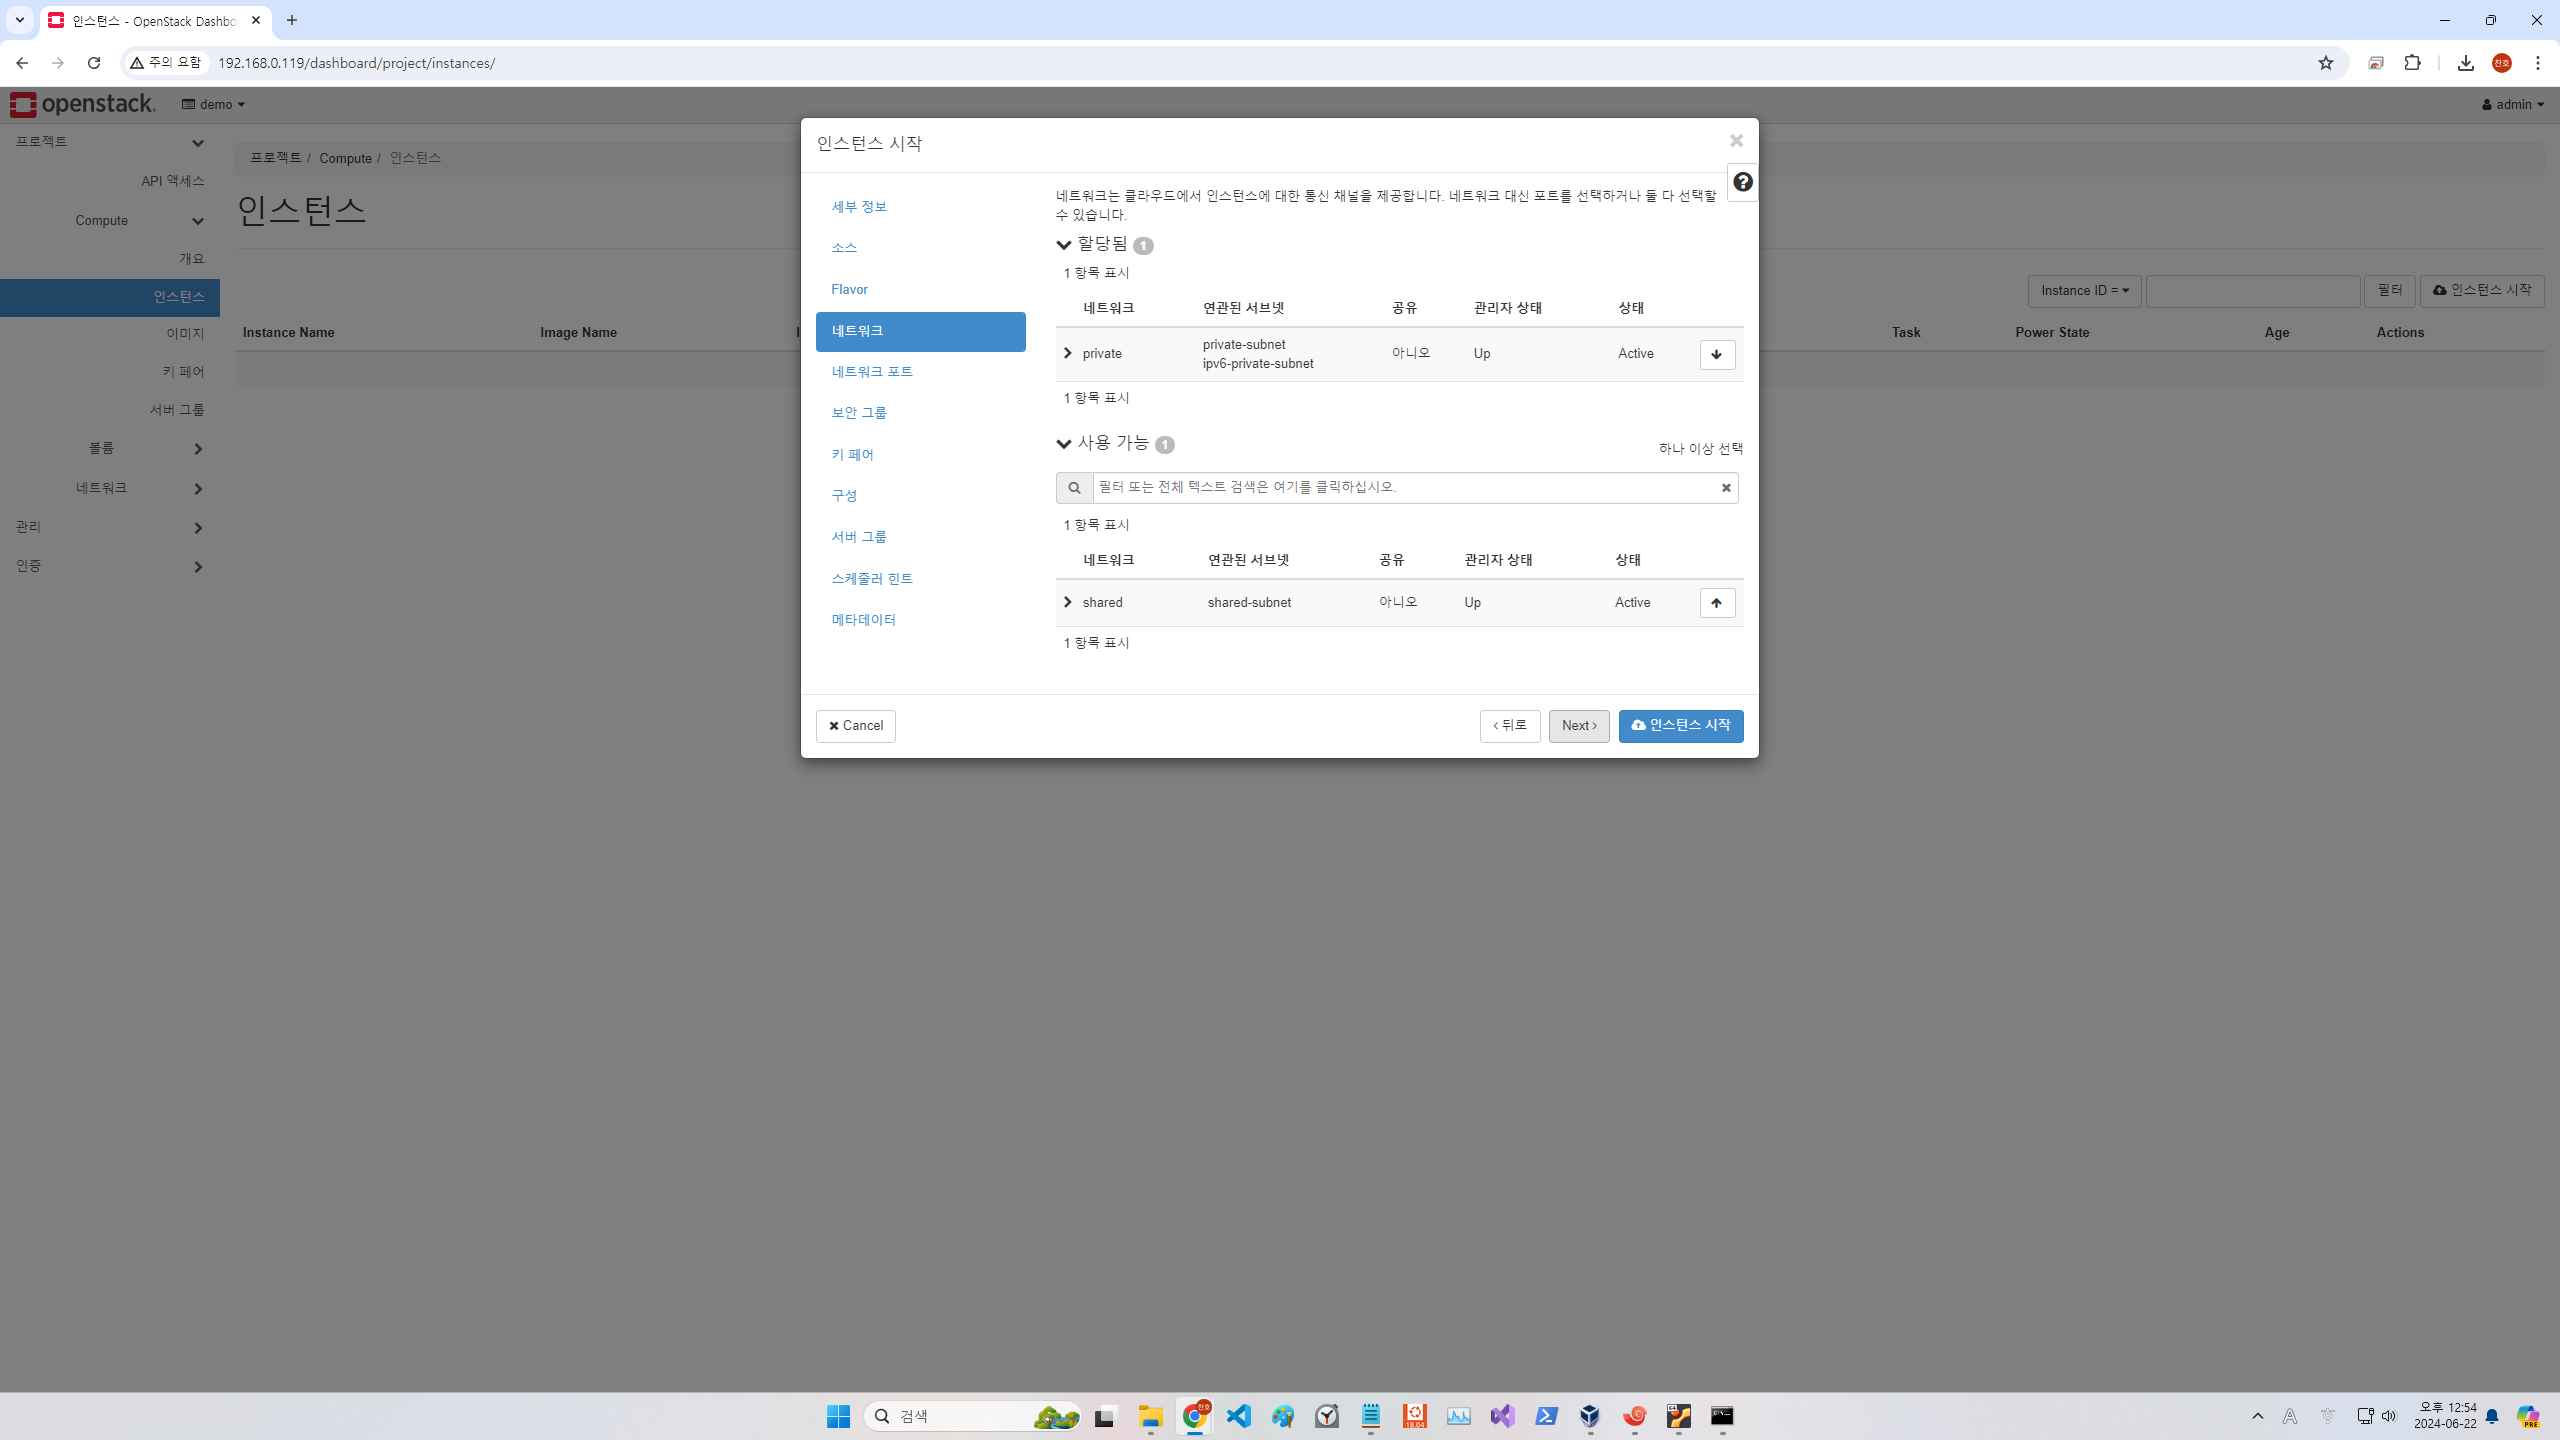 인스턴스 - OpenStack Dashbo
주의 요함
192.168.0.119/dashboard/project/instances/
찬호
openstack.
demo
admin
프로젝트
API 액세스
Compute
개요
인스턴스
이미지
키 페어
서버 그룹
볼륨
네트워크
관리
인증
프로젝트 / Compute / 인스턴스
인스턴스
Instance ID =
필터
인스턴스 시작
Instance Name
Image Name
Task
Power State
Age
Actions
인스턴스 시작
세부 정보
소스
Flavor
네트워크
네트워크 포트
보안 그룹
키 페어
구성
서버 그룹
스케줄러 힌트
메타데이터
네트워크는 클라우드에서 인스턴스에 대한 통신 채널을 제공합니다. 네트워크 대신 포트를 선택하거나 둘 다 선택할
수 있습니다.
할당됨 1
1 항목 표시
네트워크 연관된 서브넷 공유 관리자 상태 상태
private private-subnet 아니오 Up Active
ipv6-private-subnet
1 항목 표시
사용 가능 1
하나 이상 선택
필터 또는 전체 텍스트 검색은 여기를 클릭하십시오.
1 항목 표시
네트워크 연관된 서브넷 공유 관리자 상태 상태
shared shared-subnet 아니오 Up Active
1 항목 표시
Cancel
뒤로
Next
인스턴스 시작
검색
찬호
18.04
A
오후 12:54
2024-06-22
PRE